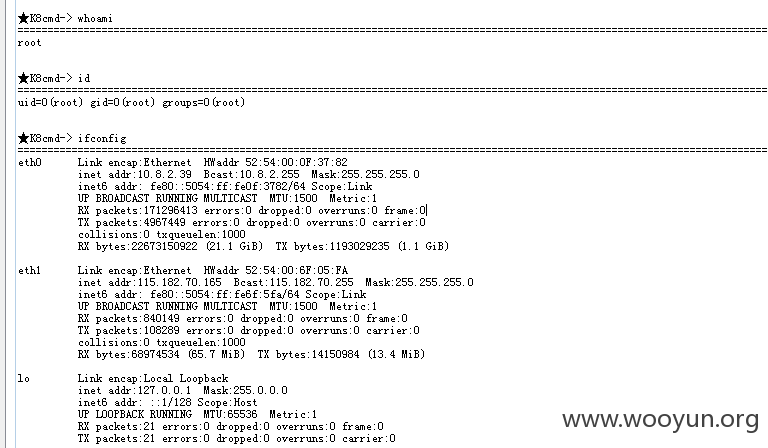 ★K8cmd-> whoami
root
★K8cmd-> id
uid=0(root) gid=0(root) groups=0(root)
★K8cmd-> ifconfig
eth0 Link encap:Ethernet HWaddr 52:54:00:0F:37:82
inet addr:10.8.2.39 Bcast:10.8.2.255 Mask:255.255.255.0
inet6 addr: fe80::5054:ff:fe0f:3782/64 Scope:Link
UP BROADCAST RUNNING MULTICAST MTU:1500 Metric:1
RX packets:171296413 errors:0 dropped:0 overruns:0 frame:0
TX packets:4967449 errors:0 dropped:0 overruns:0 carrier:0
collisions:0 txqueuelen:1000
RX bytes:22673150922 (21.1 GiB) TX bytes:1193029235 (1.1 GiB)
eth1 Link encap:Ethernet HWaddr 52:54:00:6F:05:FA
inet addr:115.182.70.165 Bcast:115.182.70.255 Mask:255.255.255.0
inet6 addr: fe80::5054:ff:fe6f:5fa/64 Scope:Link
UP BROADCAST RUNNING MULTICAST MTU:1500 Metric:1
RX packets:840149 errors:0 dropped:0 overruns:0 frame:0
TX packets:108289 errors:0 dropped:0 overruns:0 carrier:0
collisions:0 txqueuelen:1000
RX bytes:68974534 (65.7 MiB) TX bytes:14150984 (13.4 MiB)
lo Link encap:Local Loopback
inet addr:127.0.0.1 Mask:255.0.0.0
inet6 addr: ::1/128 Scope:Host
UP LOOPBACK RUNNING MTU:65536 Metric:1
RX packets:21 errors:0 dropped:0 overruns:0 frame:0
TX packets:21 errors:0 dropped:0 overruns:0 carrier:0
www.wooyun.org